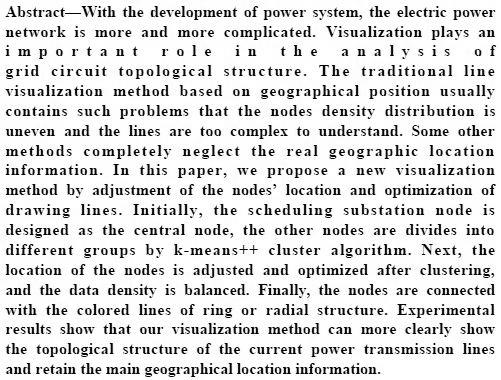 Abstract—With the development of power system, the electric power
network is more and more complicated. Visualization plays an
important role in the analysis of
grid circuit topological structure. The traditional line
visualization method based on geographical position usually
contains such problems that the nodes density distribution is
uneven and the lines are too complex to understand. Some other
methods completely neglect the real geographic location
information. In this paper, we propose a new visualization
method by adjustment of the nodes’ location and optimization of
drawing lines. Initially, the scheduling substation node is
designed as the central node, the other nodes are divides into
different groups by k-means++ cluster algorithm. Next, the
location of the nodes is adjusted and optimized after clustering,
and the data density is balanced. Finally, the nodes are connected
with the colored lines of ring or radial structure. Experimental
results show that our visualization method can more clearly show
the topological structure of the current power transmission lines
and retain the main geographical location information.